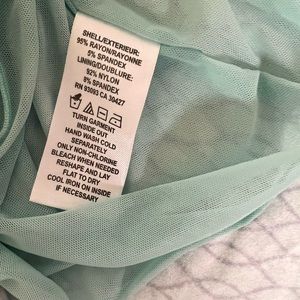 SHELL/EXTERIEUR:
95% RAYON/RAYONNE
5% SPANDEX
LINING/DOUBLURE:
92% NYLON
8% SPANDEX
RN 93093 CA 30427
TURN GARMENT
INSIDE OUT
HAND WASH COLD
SEPARATELY
ONLY NON-CHLORINE
BLEACH WHEN NEEDED
RESHAPE AND LAY
FLAT TO DRY
COOL IRON ON INSIDE
IF NECESSARY